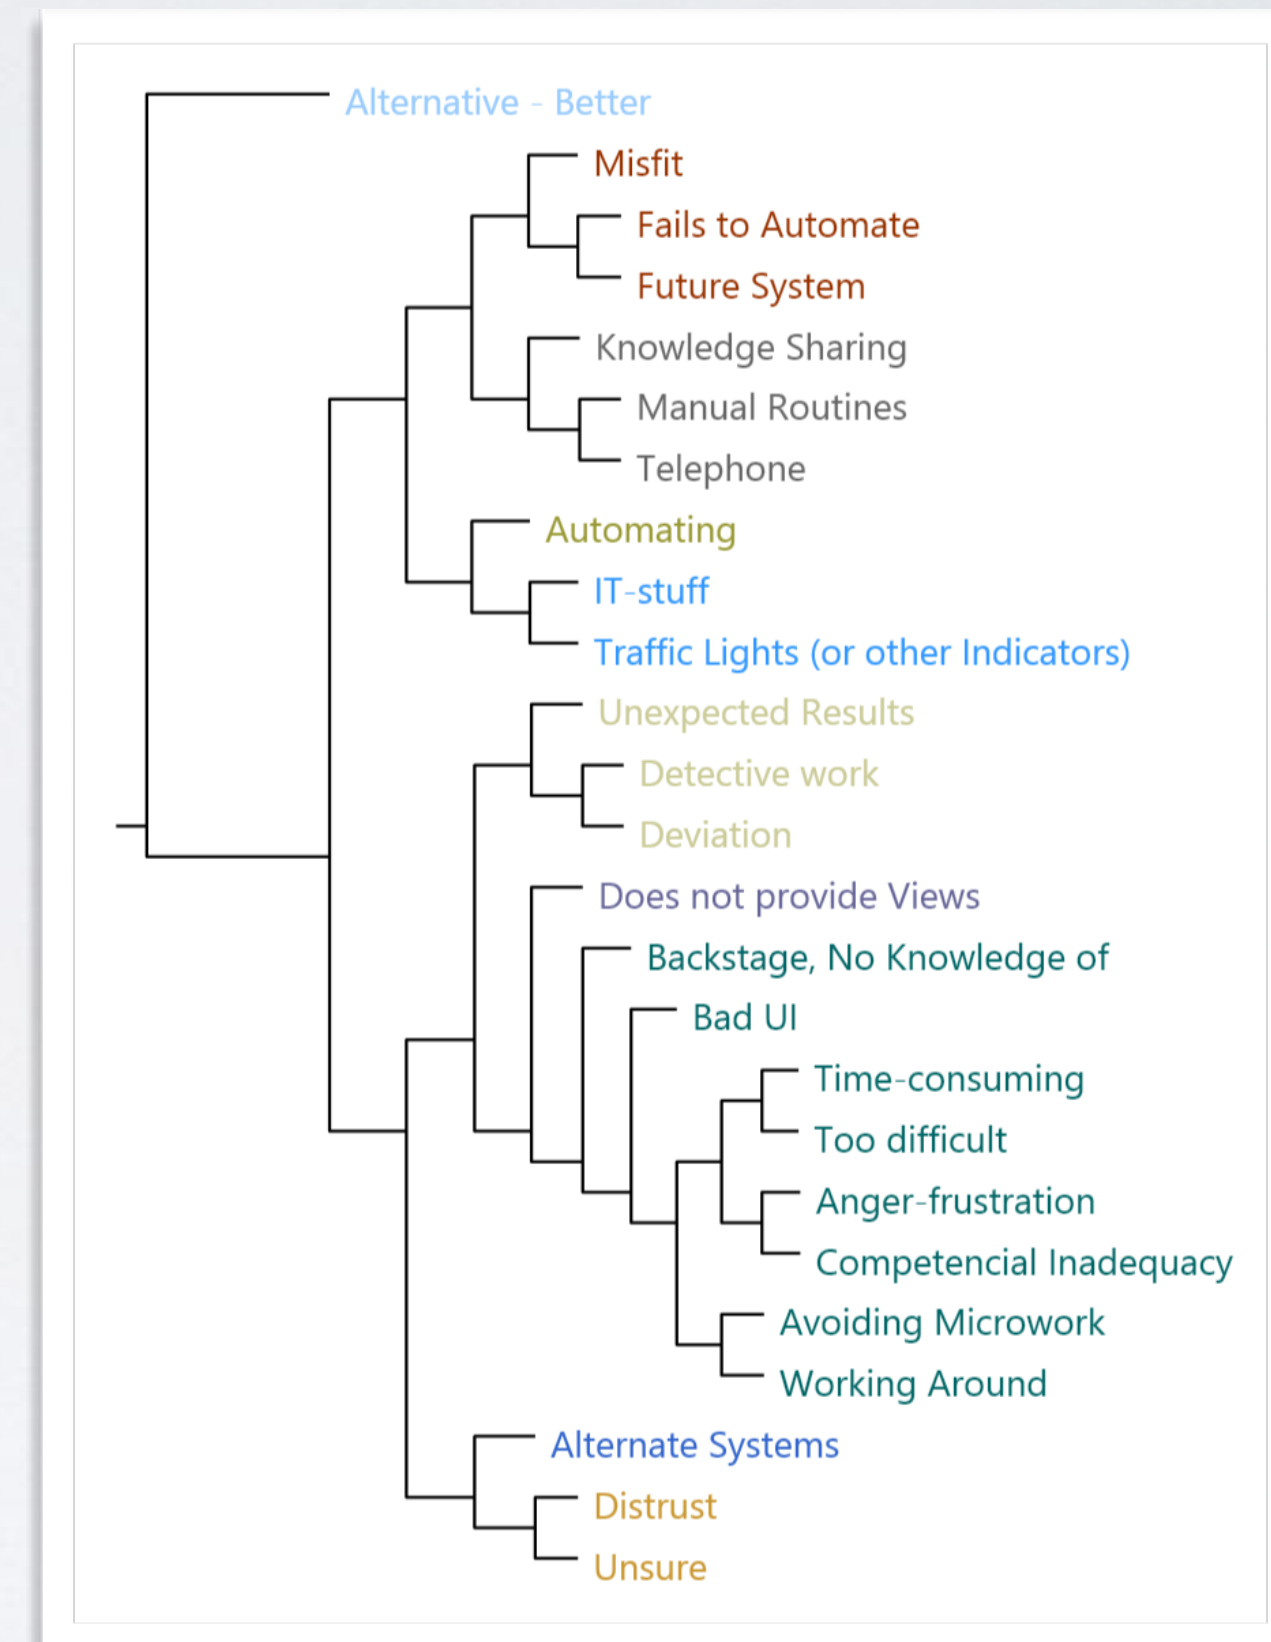 Alternative - Better
Misfit
Fails to Automate
Future System
Knowledge Sharing
Manual Routines
Telephone
Automating
IT-stuff
Traffic Lights (or other Indicators)
Unexpected Results
Detective work
Deviation
Does not provide Views
Backstage, No Knowledge of
Bad UI
Time-consuming
Too difficult
Anger-frustration
Competencial Inadequacy
Avoiding Microwork
Working Around
Alternate Systems
Distrust
Unsure